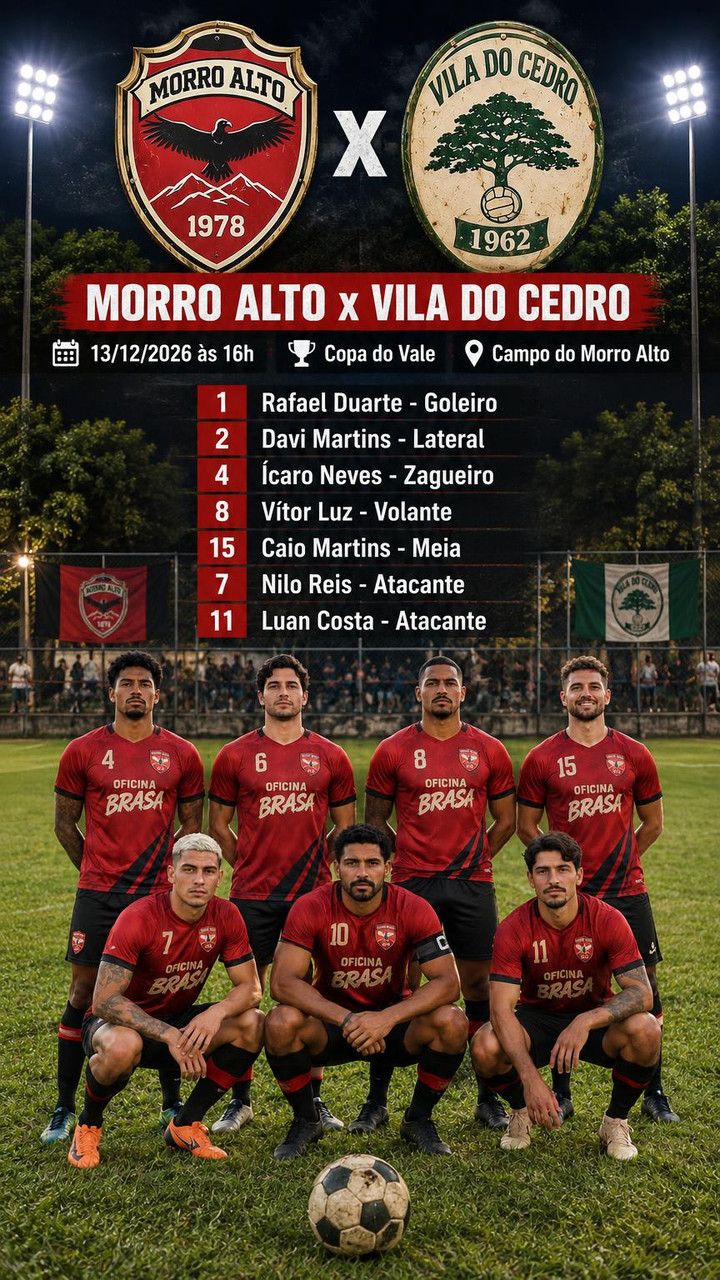 MORRO ALTO
1978
X
VILA DO CEDRO
1962
MORRO ALTO x VILA DO CEDRO
13/12/2026 às 16h
Copa do Vale
Campo do Morro Alto
1 Rafael Duarte - Goleiro
2 Davi Martins - Lateral
4 Ícaro Neves - Zagueiro
8 Vítor Luz - Volante
15 Caio Martins - Meia
7 Nilo Reis - Atacante
11 Luan Costa - Atacante
VILA DO CEDRO
4
OFICINA
BRASA
6
OFICINA
BRASA
8
OFICINA
BRASA
15
OFICINA
BRASA
7
OFICINA
BRASA
10
OFICINA
BRASA
11
OFICINA
BRASA